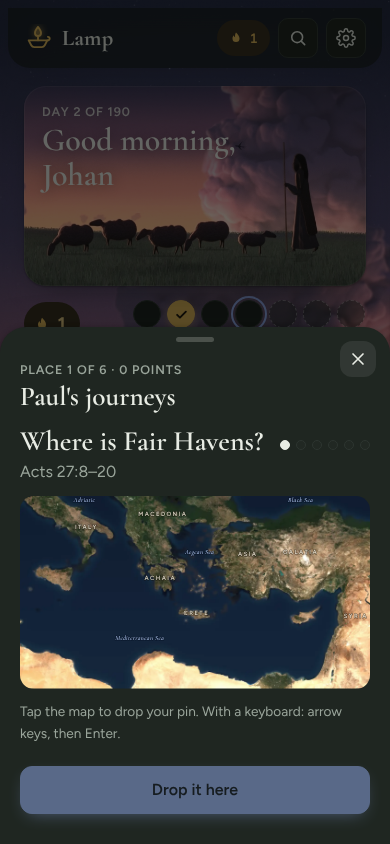 Lamp
1
DAY 2 OF 190
Good morning,
Johan
1
PLACE 1 OF 6 · 0 POINTS
Paul's journeys
Where is Fair Havens?
Acts 27:8–20
Adriatic
Black Sea
MACEDONIA
ITALY
Aegean Sea
ASIA
GALATIA
ACHAIA
CRETE
SYRIA
Mediterranean Sea
Tap the map to drop your pin. With a keyboard: arrow
keys, then Enter.
Drop it here